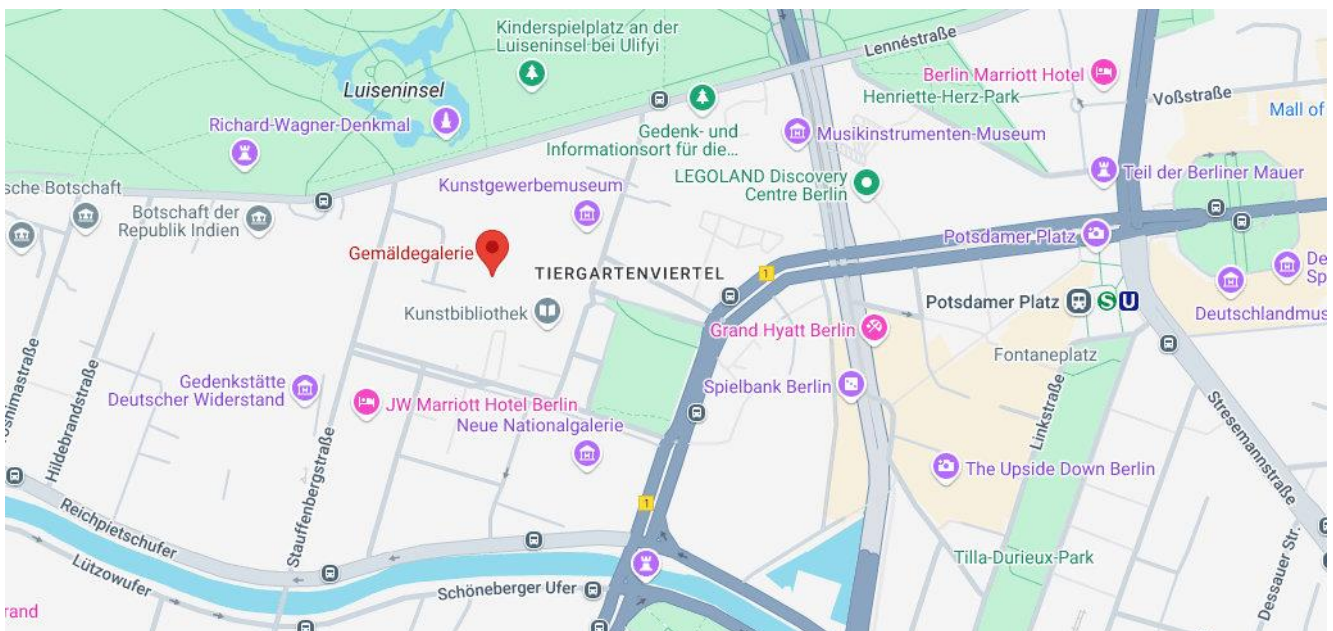 Kinderspielplatz an der
Luiseninsel bei Ulifyi
Lennéstraße
Luiseninsel
Berlin Marriott Hotel
Henriette-Herz-Park
Voßstraße
Mall of
Richard-Wagner-Denkmal
Gedenk- und
Informationsort für die...
Musikinstrumenten-Museum
sche Botschaft
Kunstgewerbemuseum
LEGOLAND Discovery
Centre Berlin
Teil der Berliner Mauer
Botschaft der
Republik Indien
Gemäldegalerie
TIERGARTENVIERTEL
1
Potsdamer Platz
De
Sp
Kunstbibliothek
Potsdamer Platz
S
U
Deutschlandmus
Grand Hyatt Berlin
Fontaneplatz
Hildebrandstraße
Gedenkstätte
Deutscher Widerstand
Stauffenbergstraße
JW Marriott Hotel Berlin
Neue Nationalgalerie
Spielbank Berlin
Linkstraße
Stresemannstraße
The Upside Down Berlin
1
Reichpietschufer
Lützowufer
Schöneberger Ufer
Tilla-Durieux-Park
Dessauer Str.
rand